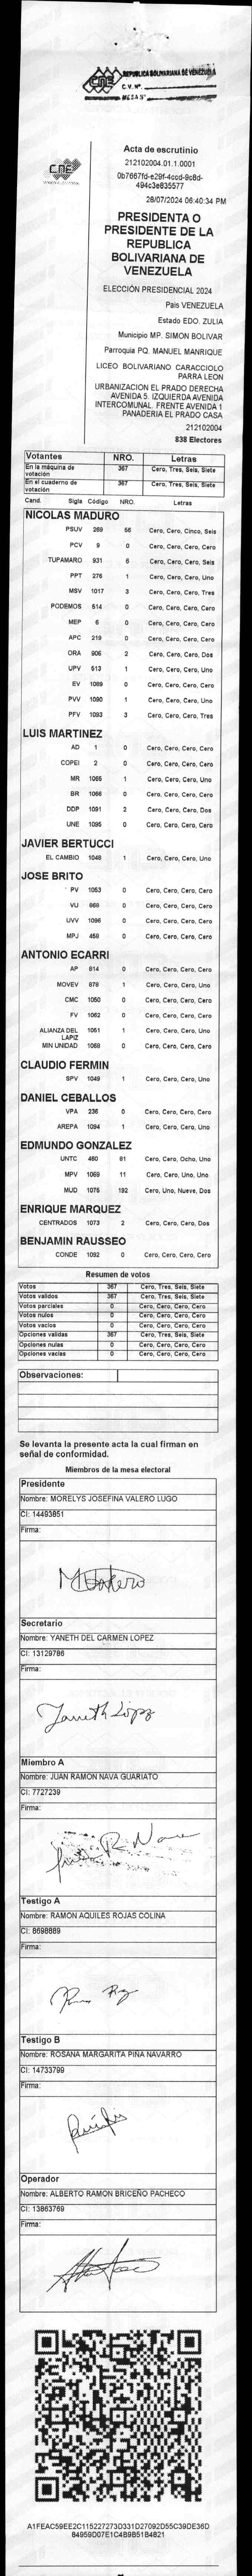 CNE
REPUBLICA BOLIVARIANA DE VENEZUELA
C.V. Nº
MESA Nº
CNE
Acta de escrutinio
212102004.01.1.0001
0b7667fd-e29f-4ccd-9c8d-
494c3e835577
28/07/2024 06:40:34 PM
PRESIDENTA O
PRESIDENTE DE LA
REPUBLICA
BOLIVARIANA DE
VENEZUELA
ELECCIÓN PRESIDENCIAL 2024
Pais VENEZUELA
Estado EDO. ZULIA
Municipio MP. SIMON BOLIVAR
Parroquia PQ. MANUEL MANRIQUE
LICEO BOLIVARIANO CARACCIOLO
PARRA LEON
URBANIZACION EL PRADO DERECHA
AVENIDA 5. IZQUIERDA AVENIDA
INTERCOMUNAL. FRENTE AVENIDA 1
PANADERIA EL PRADO CASA
212102004
838 Electores
Votantes NRO. Letras
En la máquina de votación 367 Cero, Tres, Seis, Siete
En el cuaderno de votación 367 Cero, Tres, Seis, Siete
Cand. Sigla Código NRO. Letras
NICOLAS MADURO
PSUV 269 56 Cero, Cero, Cinco, Seis
PCV 9 0 Cero, Cero, Cero, Cero
TUPAMARO 931 6 Cero, Cero, Cero, Seis
PPT 276 1 Cero, Cero, Cero, Uno
MSV 1017 3 Cero, Cero, Cero, Tres
PODEMOS 514 0 Cero, Cero, Cero, Cero
MEP 6 0 Cero, Cero, Cero, Cero
APC 219 0 Cero, Cero, Cero, Cero
ORA 906 2 Cero, Cero, Cero, Dos
UPV 613 1 Cero, Cero, Cero, Uno
EV 1089 0 Cero, Cero, Cero, Cero
PVV 1090 1 Cero, Cero, Cero, Uno
PFV 1093 3 Cero, Cero, Cero, Tres
LUIS MARTINEZ
AD 1 0 Cero, Cero, Cero, Cero
COPEI 2 0 Cero, Cero, Cero, Cero
MR 1065 1 Cero, Cero, Cero, Uno
BR 1066 0 Cero, Cero, Cero, Cero
DDP 1091 2 Cero, Cero, Cero, Dos
UNE 1095 0 Cero, Cero, Cero, Cero
JAVIER BERTUCCI
EL CAMBIO 1048 1 Cero, Cero, Cero, Uno
JOSE BRITO
PV 1053 0 Cero, Cero, Cero, Cero
VU 868 0 Cero, Cero, Cero, Cero
UVV 1096 0 Cero, Cero, Cero, Cero
MPJ 458 0 Cero, Cero, Cero, Cero
ANTONIO ECARRI
AP 814 0 Cero, Cero, Cero, Cero
MOVEV 978 1 Cero, Cero, Cero, Uno
CMC 1050 0 Cero, Cero, Cero, Cero
FV 1062 0 Cero, Cero, Cero, Cero
ALIANZA DEL LAPIZ 1051 1 Cero, Cero, Cero, Uno
MIN UNIDAD 1058 0 Cero, Cero, Cero, Cero
CLAUDIO FERMIN
SPV 1049 1 Cero, Cero, Cero, Uno
DANIEL CEBALLOS
VPA 236 0 Cero, Cero, Cero, Cero
AREPA 1094 1 Cero, Cero, Cero, Uno
EDMUNDO GONZALEZ
UNTC 460 81 Cero, Cero, Ocho, Uno
MPV 1069 11 Cero, Cero, Uno, Uno
MUD 1075 192 Cero, Uno, Nueve, Dos
ENRIQUE MARQUEZ
CENTRADOS 1073 2 Cero, Cero, Cero, Dos
BENJAMIN RAUSSEO
CONDE 1092 0 Cero, Cero, Cero, Cero
Resumen de votos
Votos 367 Cero, Tres, Seis, Siete
Votos validos 367 Cero, Tres, Seis, Siete
Votos parciales 0 Cero, Cero, Cero, Cero
Votos nulos 0 Cero, Cero, Cero, Cero
Votos vacios 0 Cero, Cero, Cero, Cero
Opciones validas 367 Cero, Tres, Seis, Siete
Opciones nulas 0 Cero, Cero, Cero, Cero
Opciones vacias 0 Cero, Cero, Cero, Cero
Observaciones:
Se levanta la presente acta la cual firman en
señal de conformidad.
Miembros de la mesa electoral
Presidente
Nombre: MORELYS JOSEFINA VALERO LUGO
CI: 14493851
Firma:
Secretario
Nombre: YANETH DEL CARMEN LOPEZ
CI: 13129786
Firma:
Yaneth López
Miembro A
Nombre: JUAN RAMON NAVA GUARIATO
CI: 7727239
Firma:
Testigo A
Nombre: RAMON AQUILES ROJAS COLINA
CI: 8698869
Firma:
Testigo B
Nombre: ROSANA MARGARITA PIÑA NAVARRO
CI: 14733799
Firma:
Operador
Nombre: ALBERTO RAMON BRICEÑO PACHECO
CI: 13863769
Firma:
A1FEAC59EE2C115227273D331D27092D55C39DE36D
84959D07E1C4B9B51B4B21